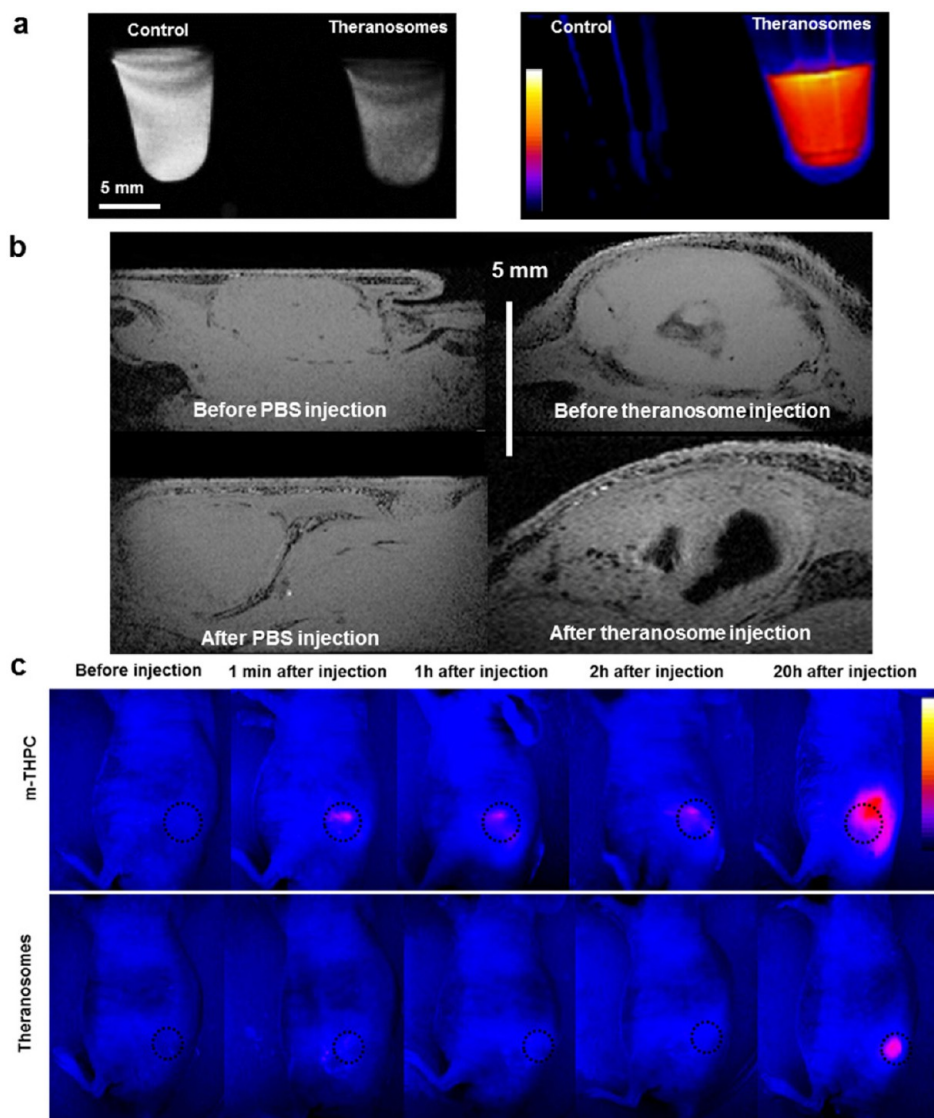 a
Control
Theranosomes
5 mm
Control
Theranosomes
b
5 mm
Before PBS injection
Before theranosome injection
After PBS injection
After theranosome injection
c
Before injection
1 min after injection
1h after injection
2h after injection
20h after injection
m-THPC
Theranosomes